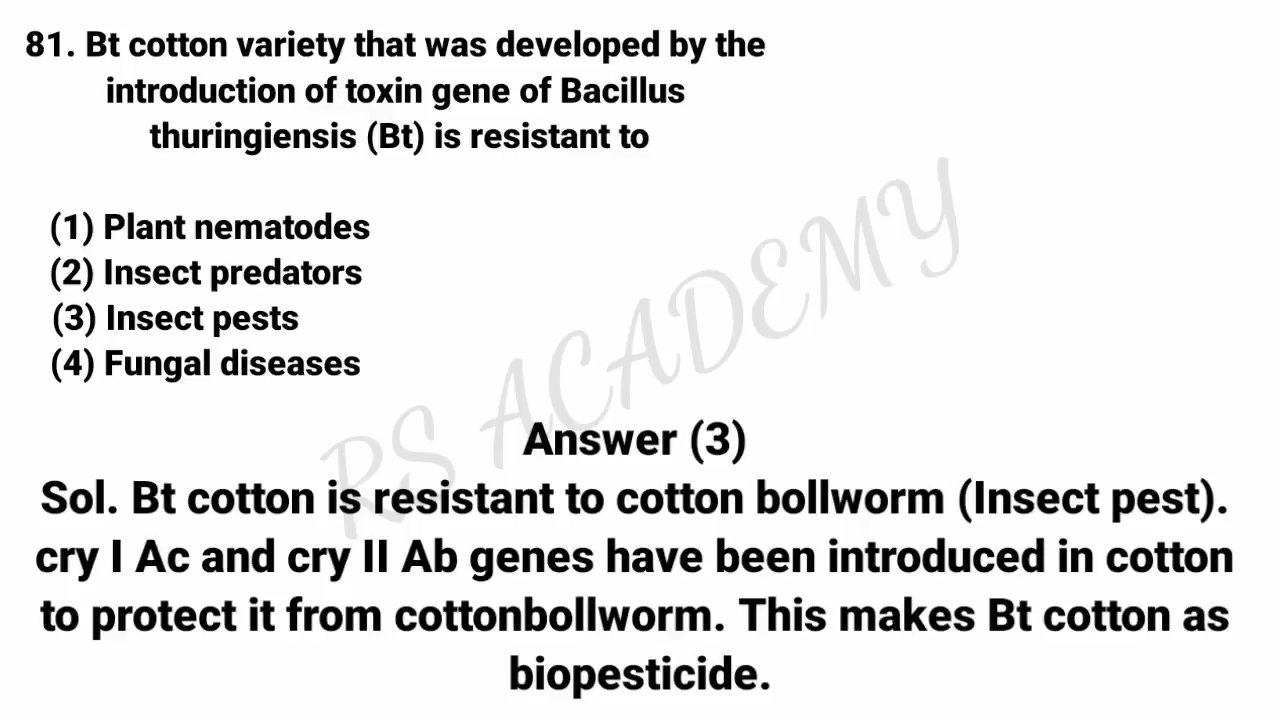 81. Bt cotton variety that was developed by the
introduction of toxin gene of Bacillus
thuringiensis (Bt) is resistant to
(1) Plant nematodes
(2) Insect predators
(3) Insect pests
(4) Fungal diseases
RS ACADEMY
Answer (3)
Sol. Bt cotton is resistant to cotton bollworm (Insect pest).
cry I Ac and cry II Ab genes have been introduced in cotton
to protect it from cottonbollworm. This makes Bt cotton as
biopesticide.